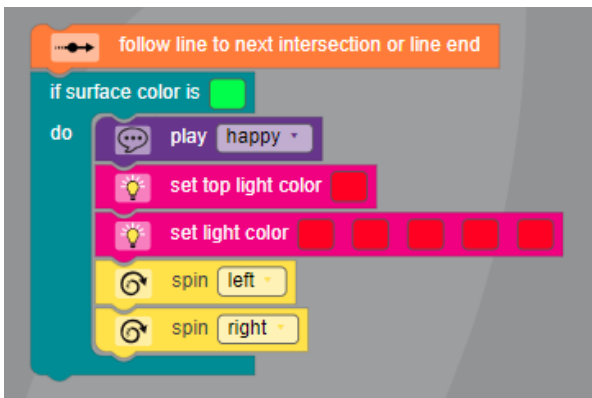 follow line to next intersection or line end
if surface color is
do play happy
set top light color
set light color
spin left
spin right